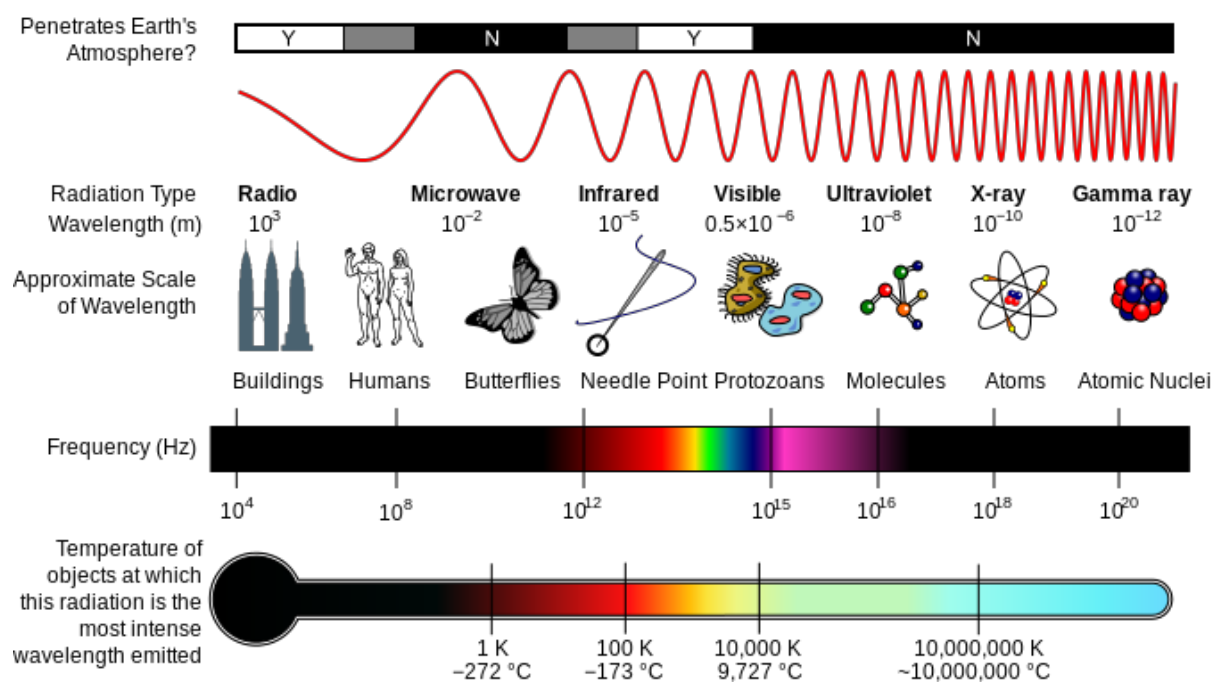 Penetrates Earth's
Atmosphere?
Y N Y N
Radiation Type
Radio Microwave Infrared Visible Ultraviolet X-ray Gamma ray
Wavelength (m)
10³ 10⁻² 10⁻⁵ 0.5×10⁻⁶ 10⁻⁸ 10⁻¹⁰ 10⁻¹²
Approximate Scale
of Wavelength
Buildings Humans Butterflies Needle Point Protozoans Molecules Atoms Atomic Nuclei
Frequency (Hz)
10⁴ 10⁸ 10¹² 10¹⁵ 10¹⁶ 10¹⁸ 10²⁰
Temperature of
objects at which
this radiation is the
most intense
wavelength emitted
1 K 100 K 10,000 K 10,000,000 K
−272 °C −173 °C 9,727 °C ~10,000,000 °C